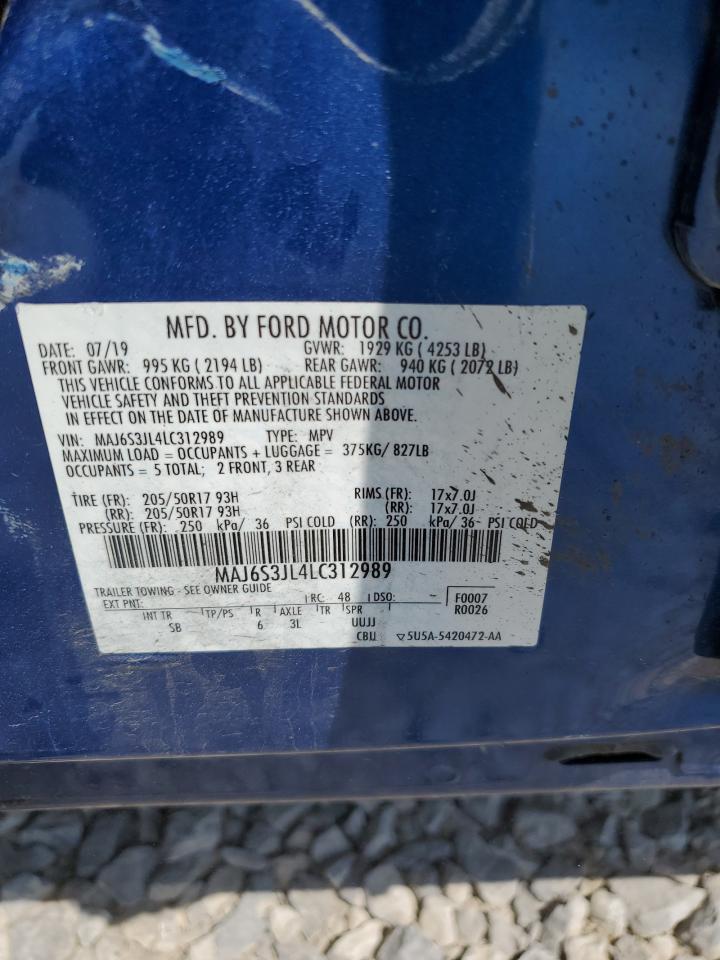 MFD. BY FORD MOTOR CO.
DATE: 07/19 GVWR: 1929 KG ( 4253 LB)
FRONT GAWR: 995 KG ( 2194 LB) REAR GAWR: 940 KG ( 2072 LB)
THIS VEHICLE CONFORMS TO ALL APPLICABLE FEDERAL MOTOR
VEHICLE SAFETY AND THEFT PREVENTION STANDARDS
IN EFFECT ON THE DATE OF MANUFACTURE SHOWN ABOVE.
VIN: MAJ6S3JL4LC312989 TYPE: MPV
MAXIMUM LOAD = OCCUPANTS + LUGGAGE = 375KG/ 827LB
OCCUPANTS = 5 TOTAL; 2 FRONT, 3 REAR
TIRE (FR): 205/50R17 93H RIMS (FR): 17x7.0J
(RR): 205/50R17 93H (RR): 17x7.0J
PRESSURE (FR): 250 kPa/ 36 PSI COLD (RR): 250 kPa/ 36 PSI COLD
MAJ6S3JL4LC312989
TRAILER TOWING - SEE OWNER GUIDE
EXT PNT: RC: 48 DSO: - F0007
R0026
INT TR TP/PS R AXLE TR SPR
SB 6 3L UUJJ
CBU 5U5A-5420472-AA